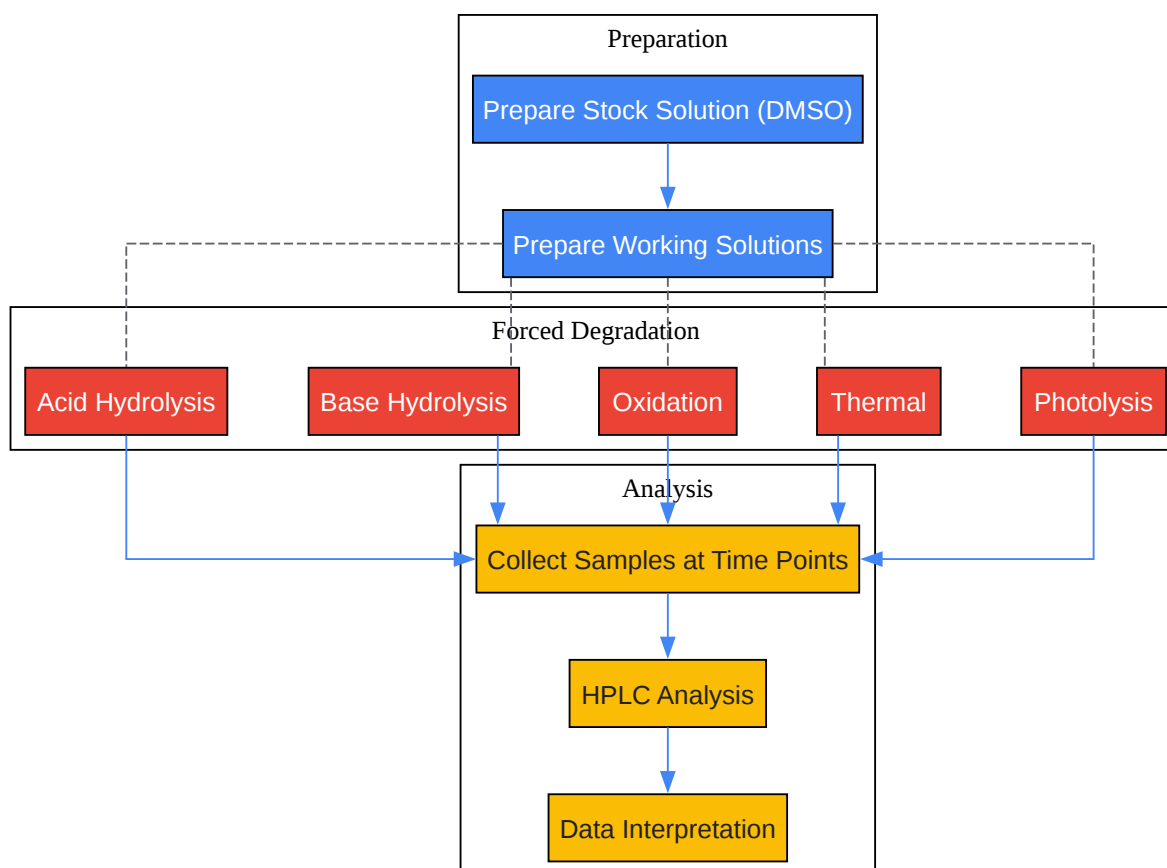 Preparation
Prepare Stock Solution (DMSO)
Prepare Working Solutions
Forced Degradation
Acid Hydrolysis
Base Hydrolysis
Oxidation
Thermal
Photolysis
Analysis
Collect Samples at Time Points
HPLC Analysis
Data Interpretation